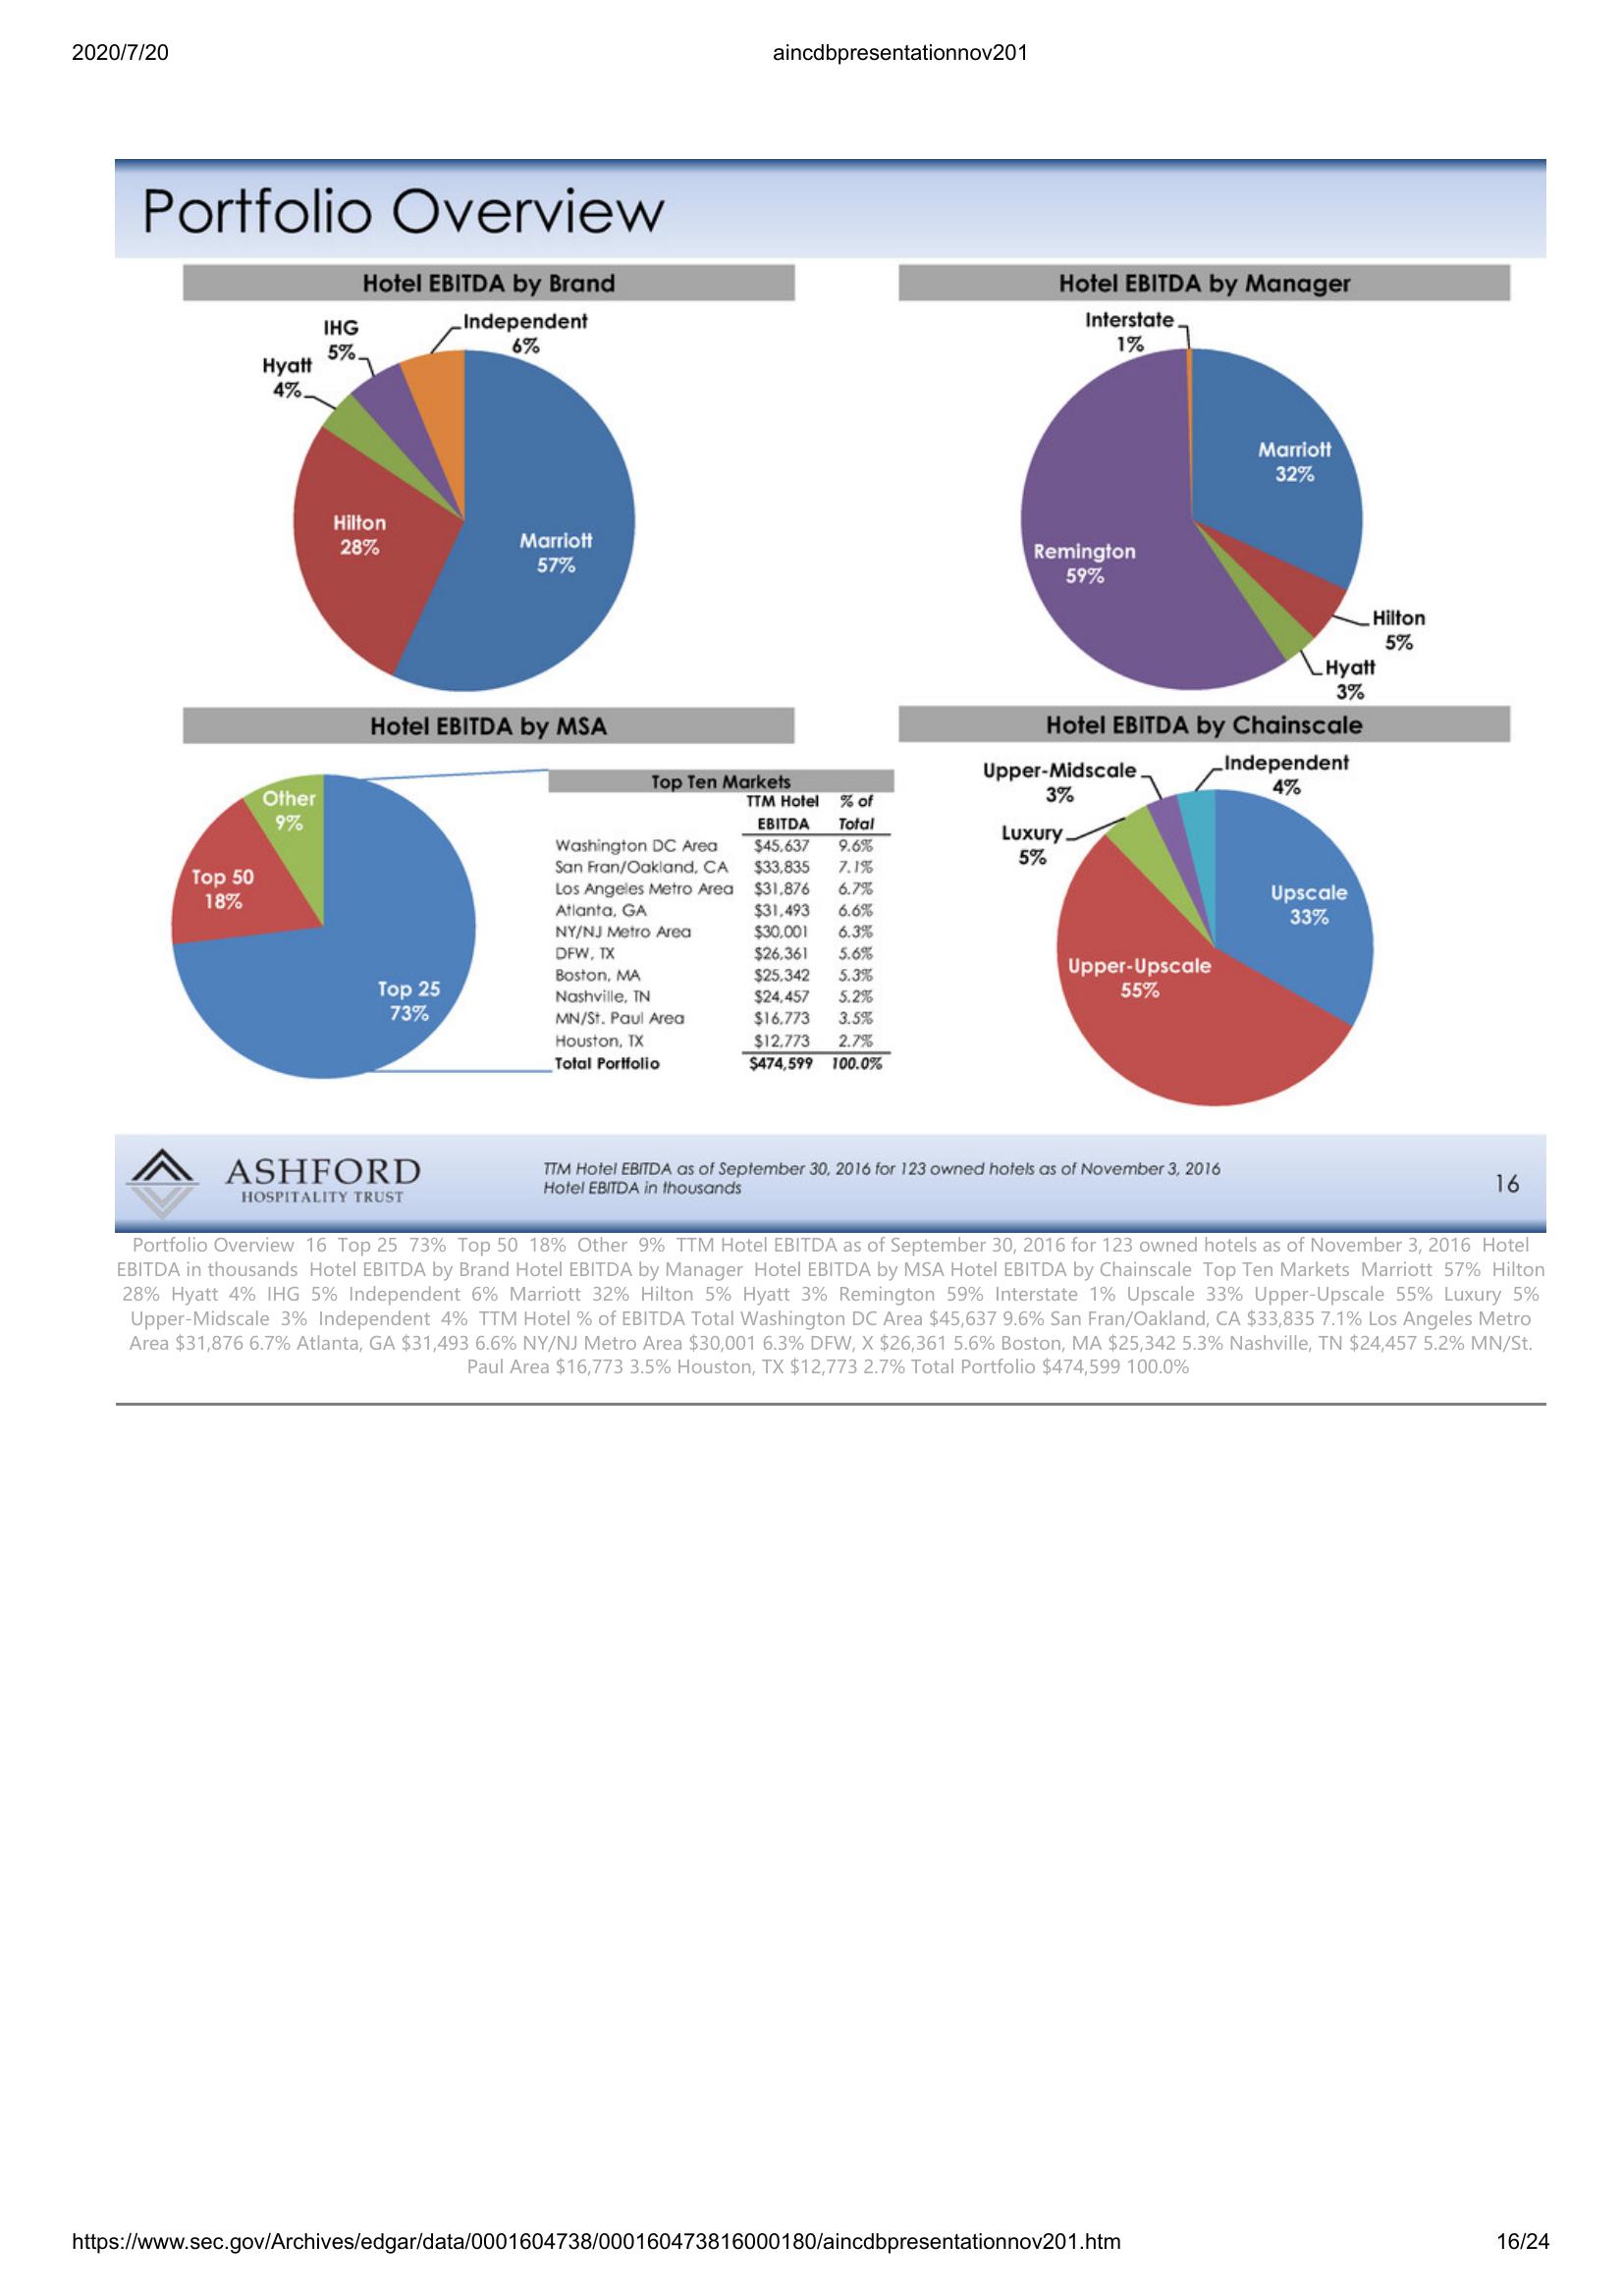 2020/7/20
aincdbpresentationnov201
Portfolio Overview
Hotel EBITDA by Brand
IHG
5%
Independent
6%
Hyatt
4%
Hilton
28%
Marriott
57%
Hotel EBITDA by Manager
Interstate
1%
Marriott
32%
Remington
59%
Hilton
5%
Hyatt
3%
Hotel EBITDA by MSA
Other
9%
Top 50
18%
Top 25
73%
Top Ten Markets
TTM Hotel % of
EBITDA Total
Washington DC Area $45,637 9.6%
San Fran/Oakland, CA $33,835 7.1%
Los Angeles Metro Area $31,876 6.7%
Atlanta, GA $31,493 6.6%
NY/NJ Metro Area $30,001 6.3%
DFW, TX $26,361 5.6%
Boston, MA $25,342 5.3%
Nashville, TN $24,457 5.2%
MN/St. Paul Area $16,773 3.5%
Houston, TX $12,773 2.7%
Total Portfolio $474,599 100.0%
Hotel EBITDA by Chainscale
Upper-Midscale
3%
Independent
4%
Luxury
5%
Upscale
33%
Upper-Upscale
55%
ASHFORD
HOSPITALITY TRUST
TTM Hotel EBITDA as of September 30, 2016 for 123 owned hotels as of November 3, 2016
Hotel EBITDA in thousands
16
Portfolio Overview 16 Top 25 73% Top 50 18% Other 9% TTM Hotel EBITDA as of September 30, 2016 for 123 owned hotels as of November 3, 2016 Hotel
EBITDA in thousands Hotel EBITDA by Brand Hotel EBITDA by Manager Hotel EBITDA by MSA Hotel EBITDA by Chainscale Top Ten Markets Marriott 57% Hilton
28% Hyatt 4% IHG 5% Independent 6% Marriott 32% Hilton 5% Hyatt 3% Remington 59% Interstate 1% Upscale 33% Upper-Upscale 55% Luxury 5%
Upper-Midscale 3% Independent 4% TTM Hotel % of EBITDA Total Washington DC Area $45,637 9.6% San Fran/Oakland, CA $33,835 7.1% Los Angeles Metro
Area $31,876 6.7% Atlanta, GA $31,493 6.6% NY/NJ Metro Area $30,001 6.3% DFW, X $26,361 5.6% Boston, MA $25,342 5.3% Nashville, TN $24,457 5.2% MN/St.
Paul Area $16,773 3.5% Houston, TX $12,773 2.7% Total Portfolio $474,599 100.0%
https://www.sec.gov/Archives/edgar/data/0001604738/000160473816000180/aincdbpresentationnov201.htm
16/24